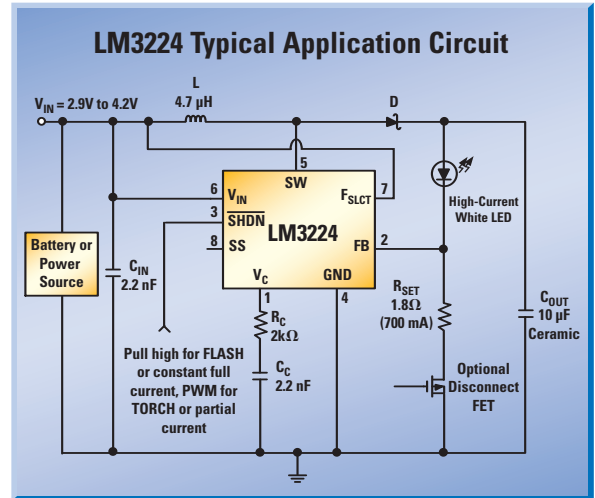 LM3224 Typical Application Circuit
L
4.7 µH
D
VIN = 2.9V to 4.2V
5
SW
6
VIN
FSLCT
7
3
SHDN
LM3224
8
SS
FB
2
VC
GND
1
4
High-Current
White LED
Battery or
Power
Source
CIN
2.2 nF
RC
2kΩ
CC
2.2 nF
RSET
1.8Ω
(700 mA)
COUT
10 µF
Ceramic
Pull high for FLASH
or constant full
current, PWM for
TORCH or partial
current
Optional
Disconnect
FET